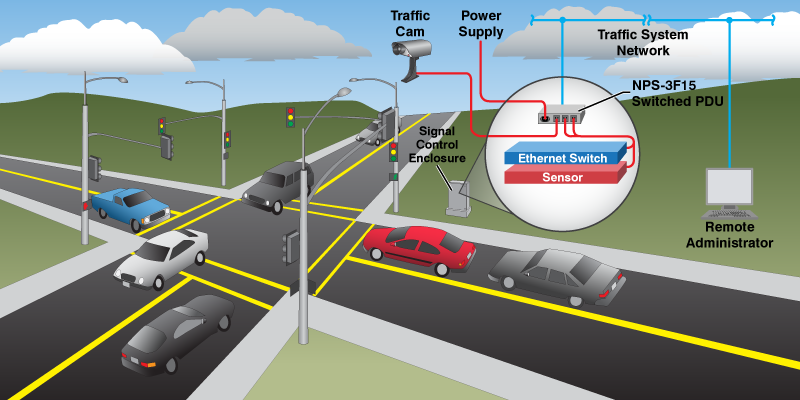 Traffic
Cam
Power
Supply
Traffic System
Network
NPS-3F15
Switched PDU
Signal
Control
Enclosure
Ethernet Switch
Sensor
Remote
Administrator